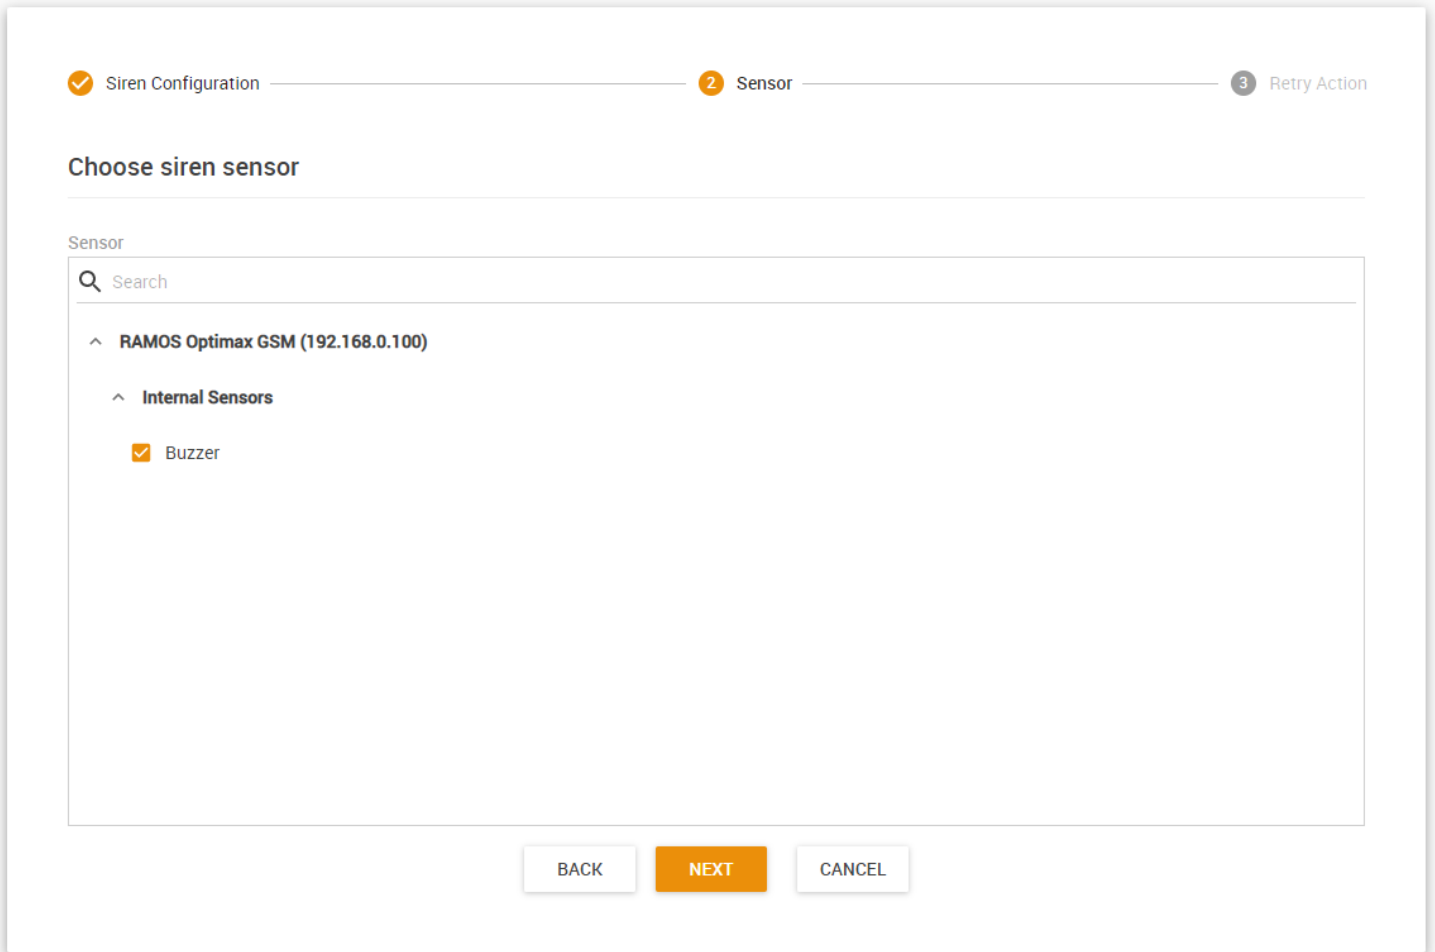 Siren Configuration 2 Sensor 3 Retry Action
Choose siren sensor
Sensor
Search
RAMOS Optimax GSM (192.168.0.100)
Internal Sensors
Buzzer
BACK NEXT CANCEL